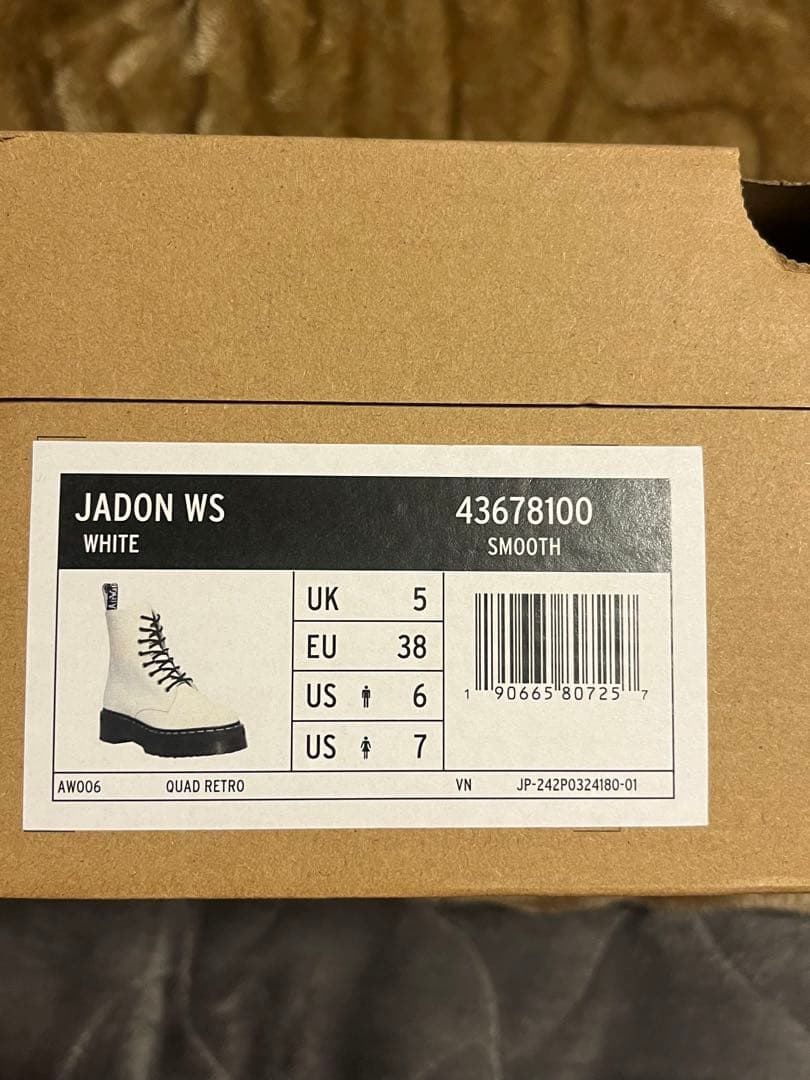 JADON WS 43678100
WHITE SMOOTH
UK 5
EU 38
US 6
US 7
1 90665 80725 7
AW006 QUAD RETRO VN JP-242P0324180-01